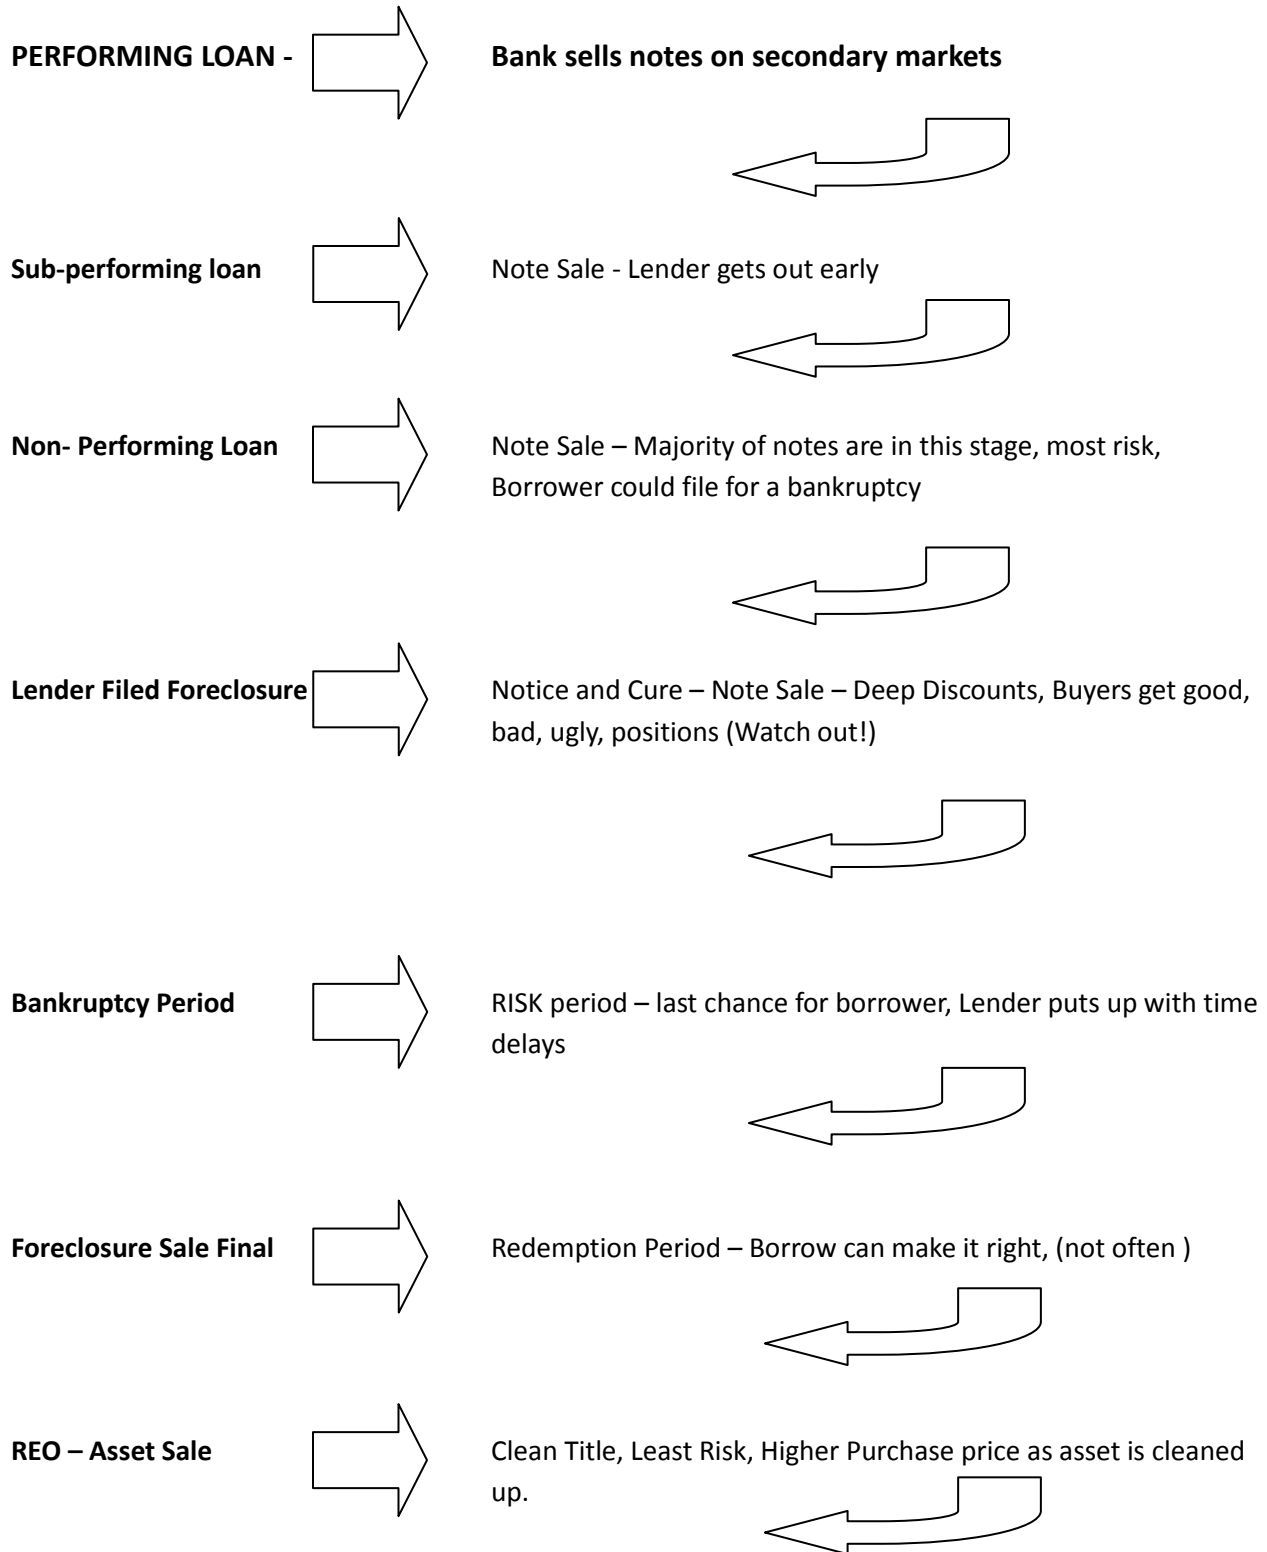 PERFORMING LOAN -
Bank sells notes on secondary markets
Sub-performing loan
Note Sale - Lender gets out early
Non- Performing Loan
Note Sale – Majority of notes are in this stage, most risk,
Borrower could file for a bankruptcy
Lender Filed Foreclosure
Notice and Cure – Note Sale – Deep Discounts, Buyers get good,
bad, ugly, positions (Watch out!)
Bankruptcy Period
RISK period – last chance for borrower, Lender puts up with time
delays
Foreclosure Sale Final
Redemption Period – Borrow can make it right, (not often )
REO – Asset Sale
Clean Title, Least Risk, Higher Purchase price as asset is cleaned
up.